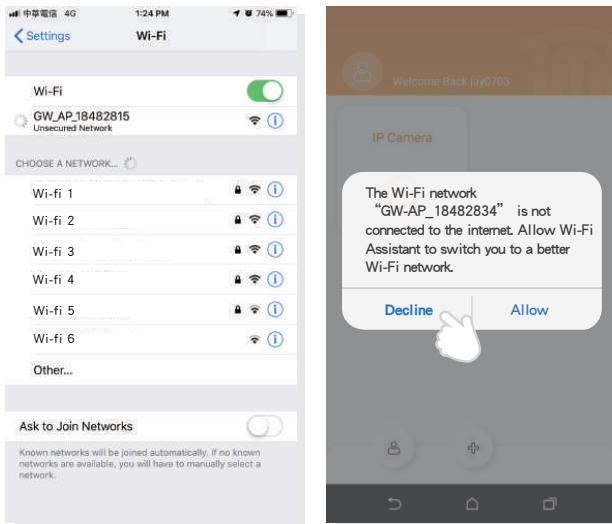 中華電信 4G 1:24 PM 74%
Settings Wi-Fi
Wi-Fi
GW_AP_18482815
Unsecured Network
CHOOSE A NETWORK...
Wi-fi 1
Wi-fi 2
Wi-fi 3
Wi-fi 4
Wi-fi 5
Wi-fi 6
Other...
Ask to Join Networks
Known networks will be joined automatically. If no known
networks are available, you will have to manually select a
network.
Welcome Back jay0703
IP Camera
The Wi-Fi network
“GW-AP_18482834” is not
connected to the internet. Allow Wi-Fi
Assistant to switch you to a better
Wi-Fi network.
Decline Allow